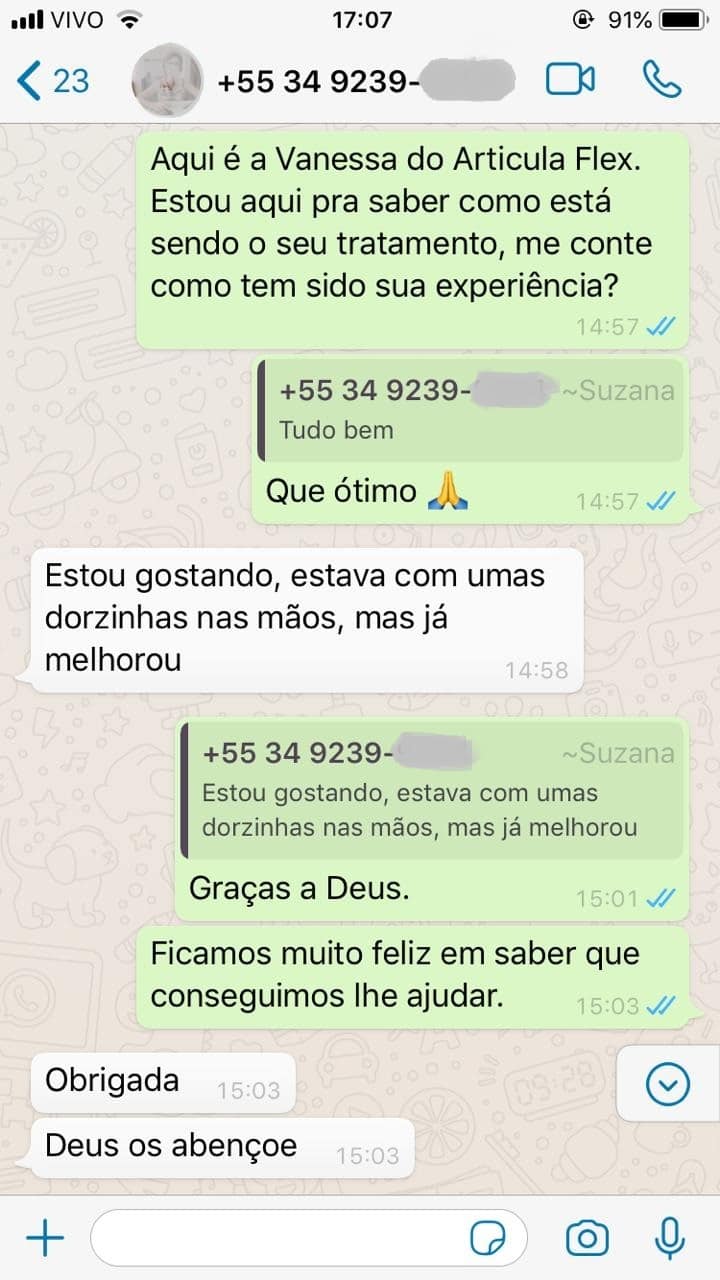 VIVO 17:07 91%
23 +55 34 9239-
Aqui é a Vanessa do Articula Flex.
Estou aqui pra saber como está
sendo o seu tratamento, me conte
como tem sido sua experiência?
14:57
+55 34 9239- ~Suzana
Tudo bem
Que ótimo 🙏 14:57
Estou gostando, estava com umas
dorzinhas nas mãos, mas já
melhorou 14:58
+55 34 9239- ~Suzana
Estou gostando, estava com umas
dorzinhas nas mãos, mas já melhorou
Graças a Deus. 15:01
Ficamos muito feliz em saber que
conseguimos lhe ajudar. 15:03
Obrigada 15:03
Deus os abençoe 15:03